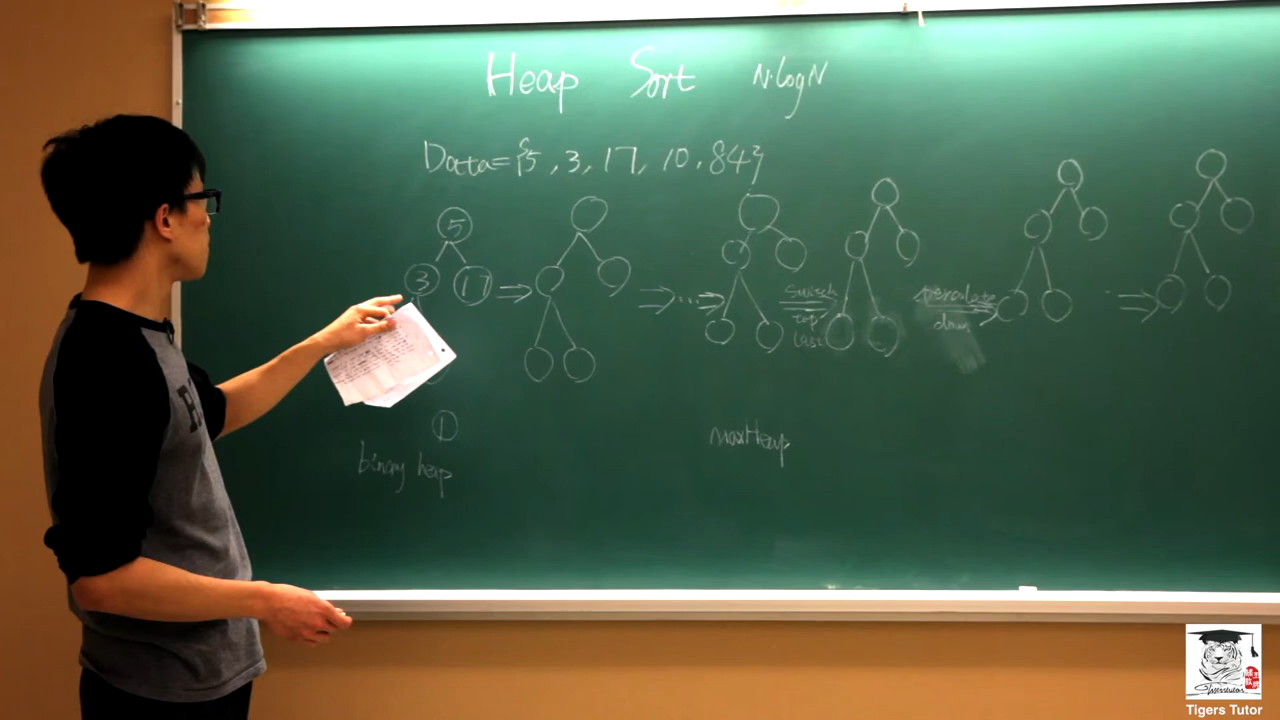 Heap Sort N·logN
Data={5, 3, 17, 10, 84}
5
3 17
switch
top
last
percolate
down
1
maxHeap
binary heap
Tigers Tutor